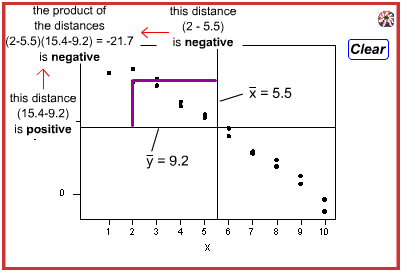 the product of
the distances
(2-5.5)(15.4-9.2) = -21.7
is negative
this distance
(2 - 5.5)
is negative
Clear
this distance
(15.4-9.2)
is positive
x̅ = 5.5
y̅ = 9.2
0
1 2 3 4 5 6 7 8 9 10
x